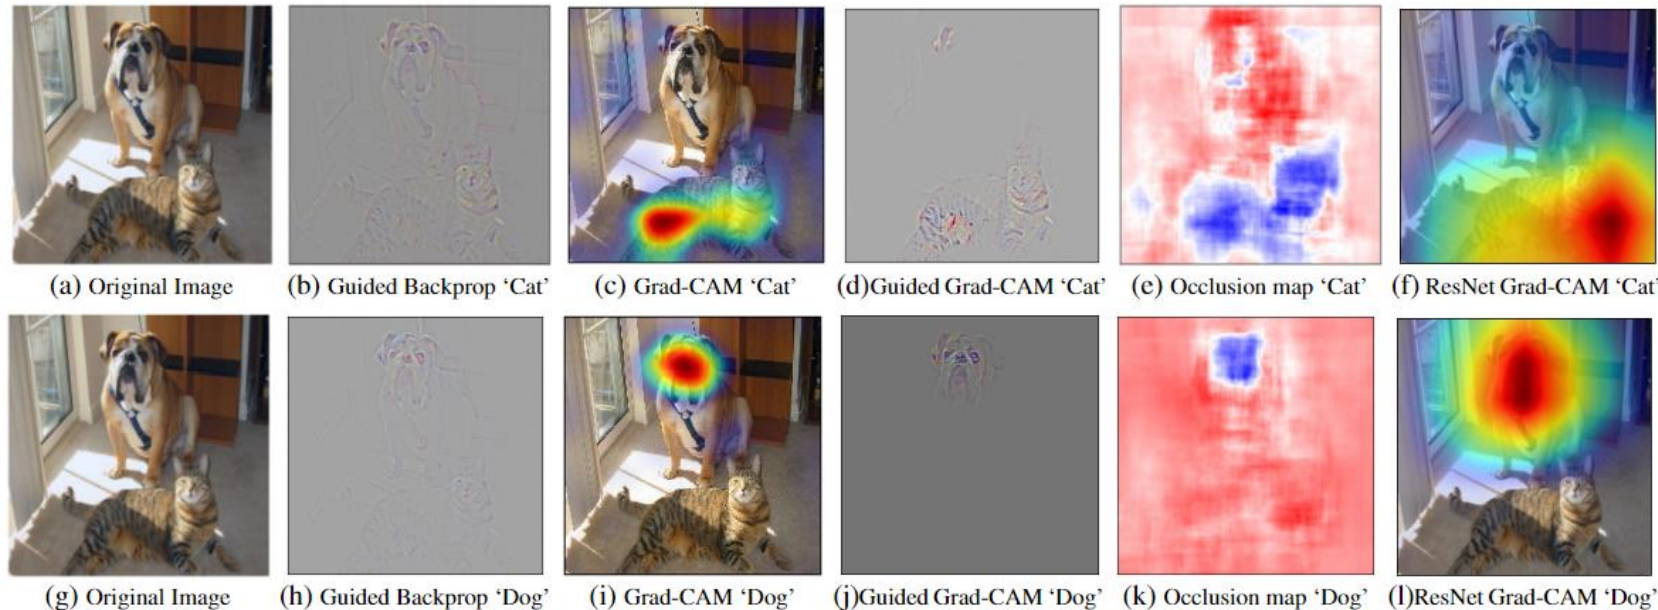 (a) Original Image
(b) Guided Backprop ‘Cat’
(c) Grad-CAM ‘Cat’
(d)Guided Grad-CAM ‘Cat’
(e) Occlusion map ‘Cat’
(f) ResNet Grad-CAM ‘Cat’
(g) Original Image
(h) Guided Backprop ‘Dog’
(i) Grad-CAM ‘Dog’
(j)Guided Grad-CAM ‘Dog’
(k) Occlusion map ‘Dog’
(l)ResNet Grad-CAM ‘Dog’